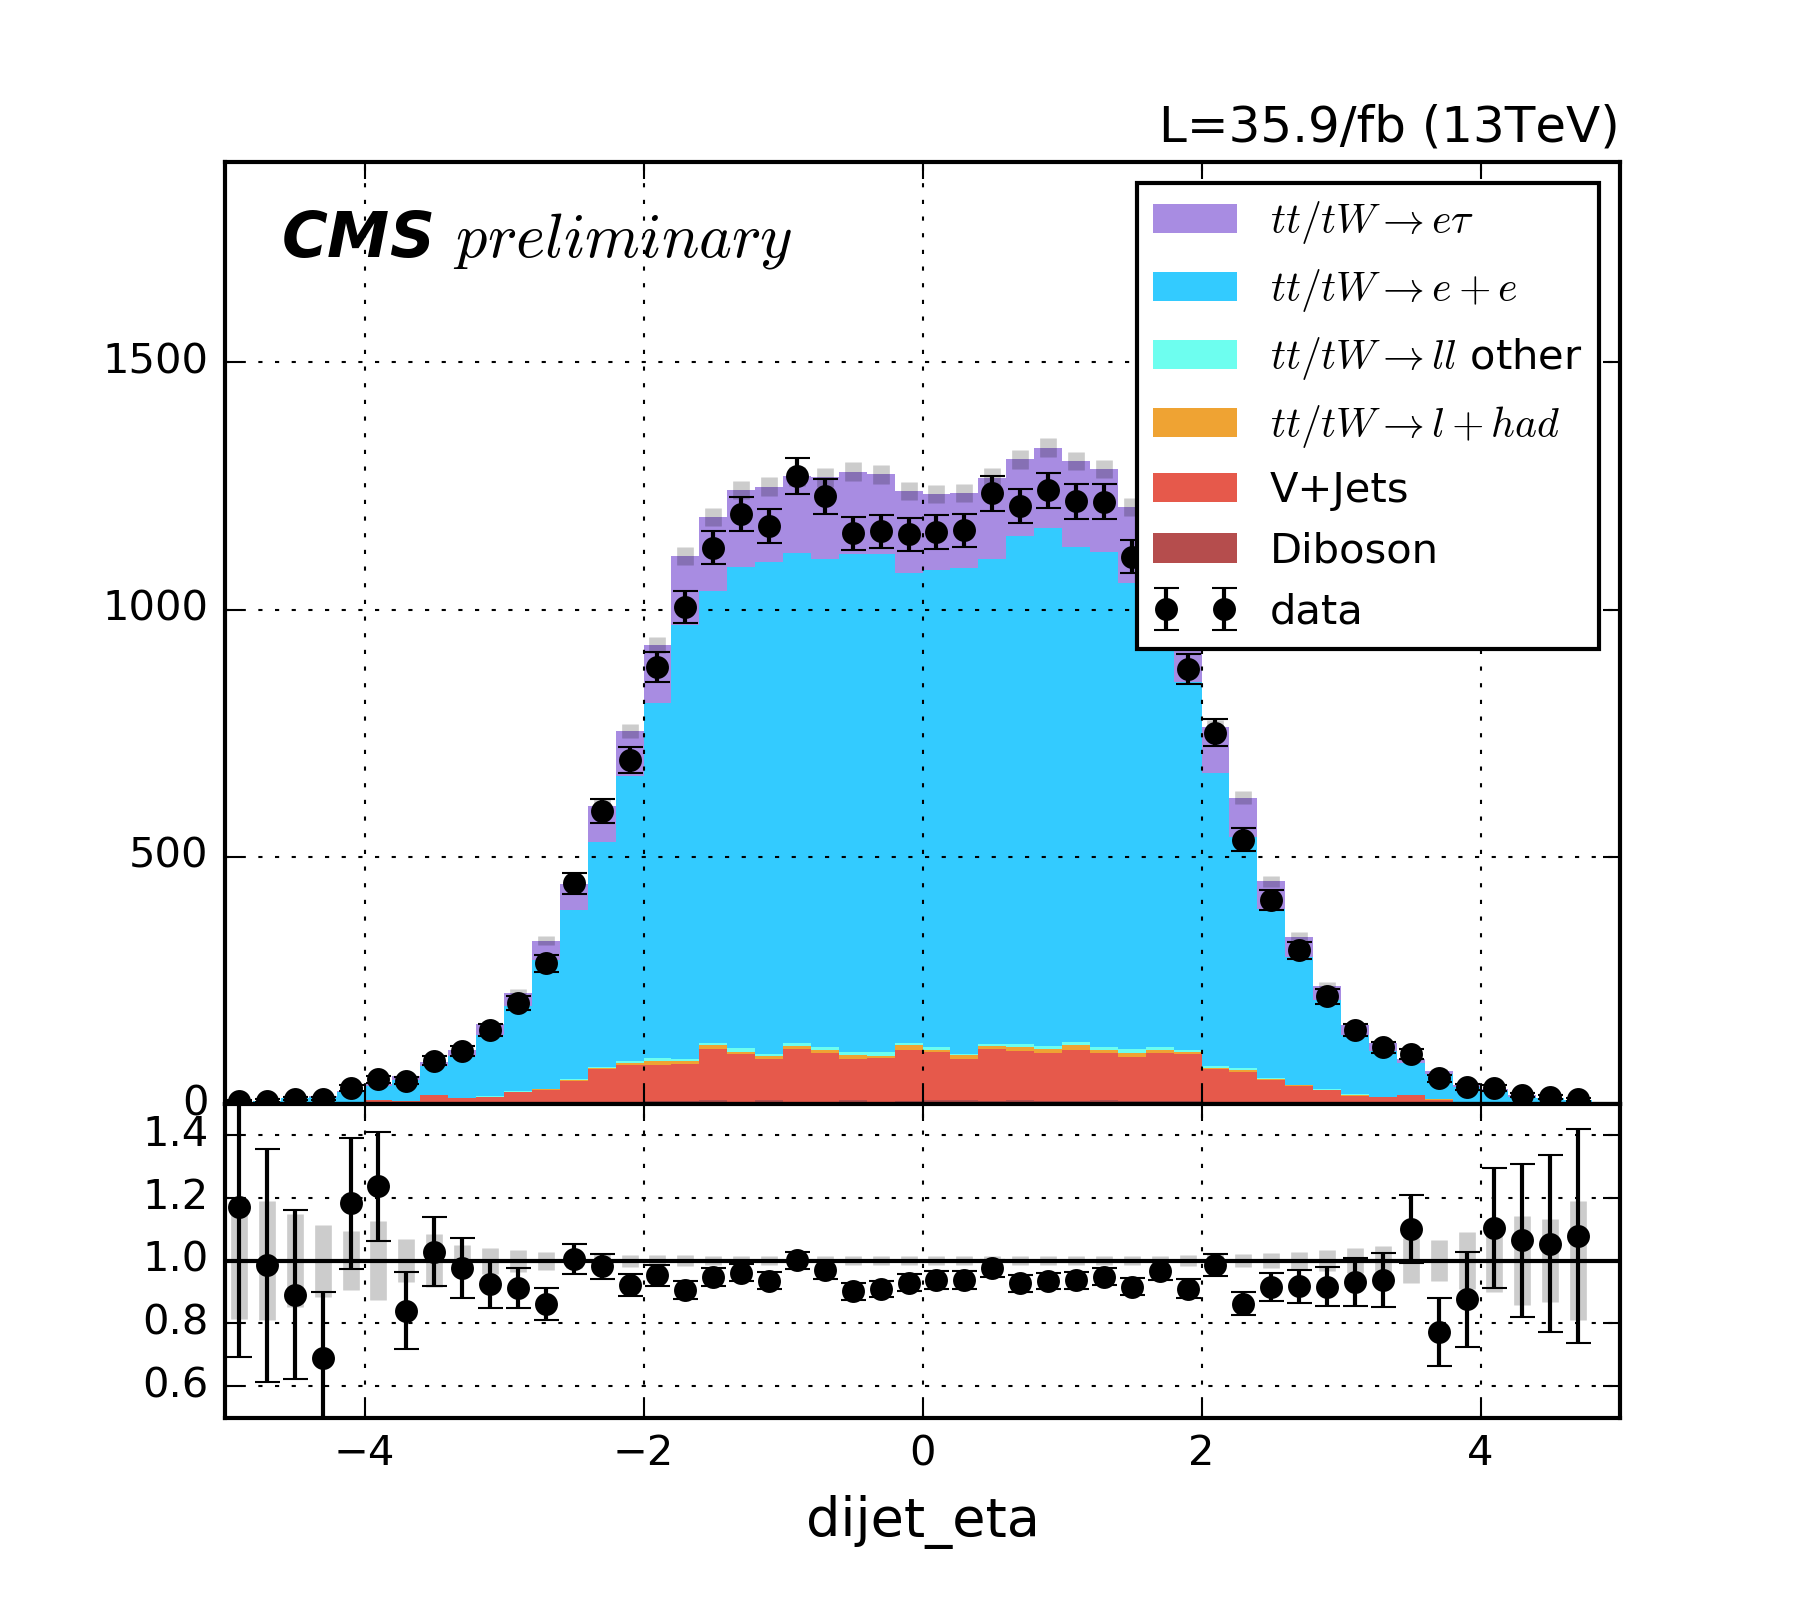 L=35.9/fb (13TeV)
CMS preliminary
tt/tW→eτ
tt/tW→e+e
tt/tW→ll other
tt/tW→l+had
V+Jets
Diboson
data
1500
1000
500
0
1.4
1.2
1.0
0.8
0.6
−4 −2 0 2 4
dijet_eta